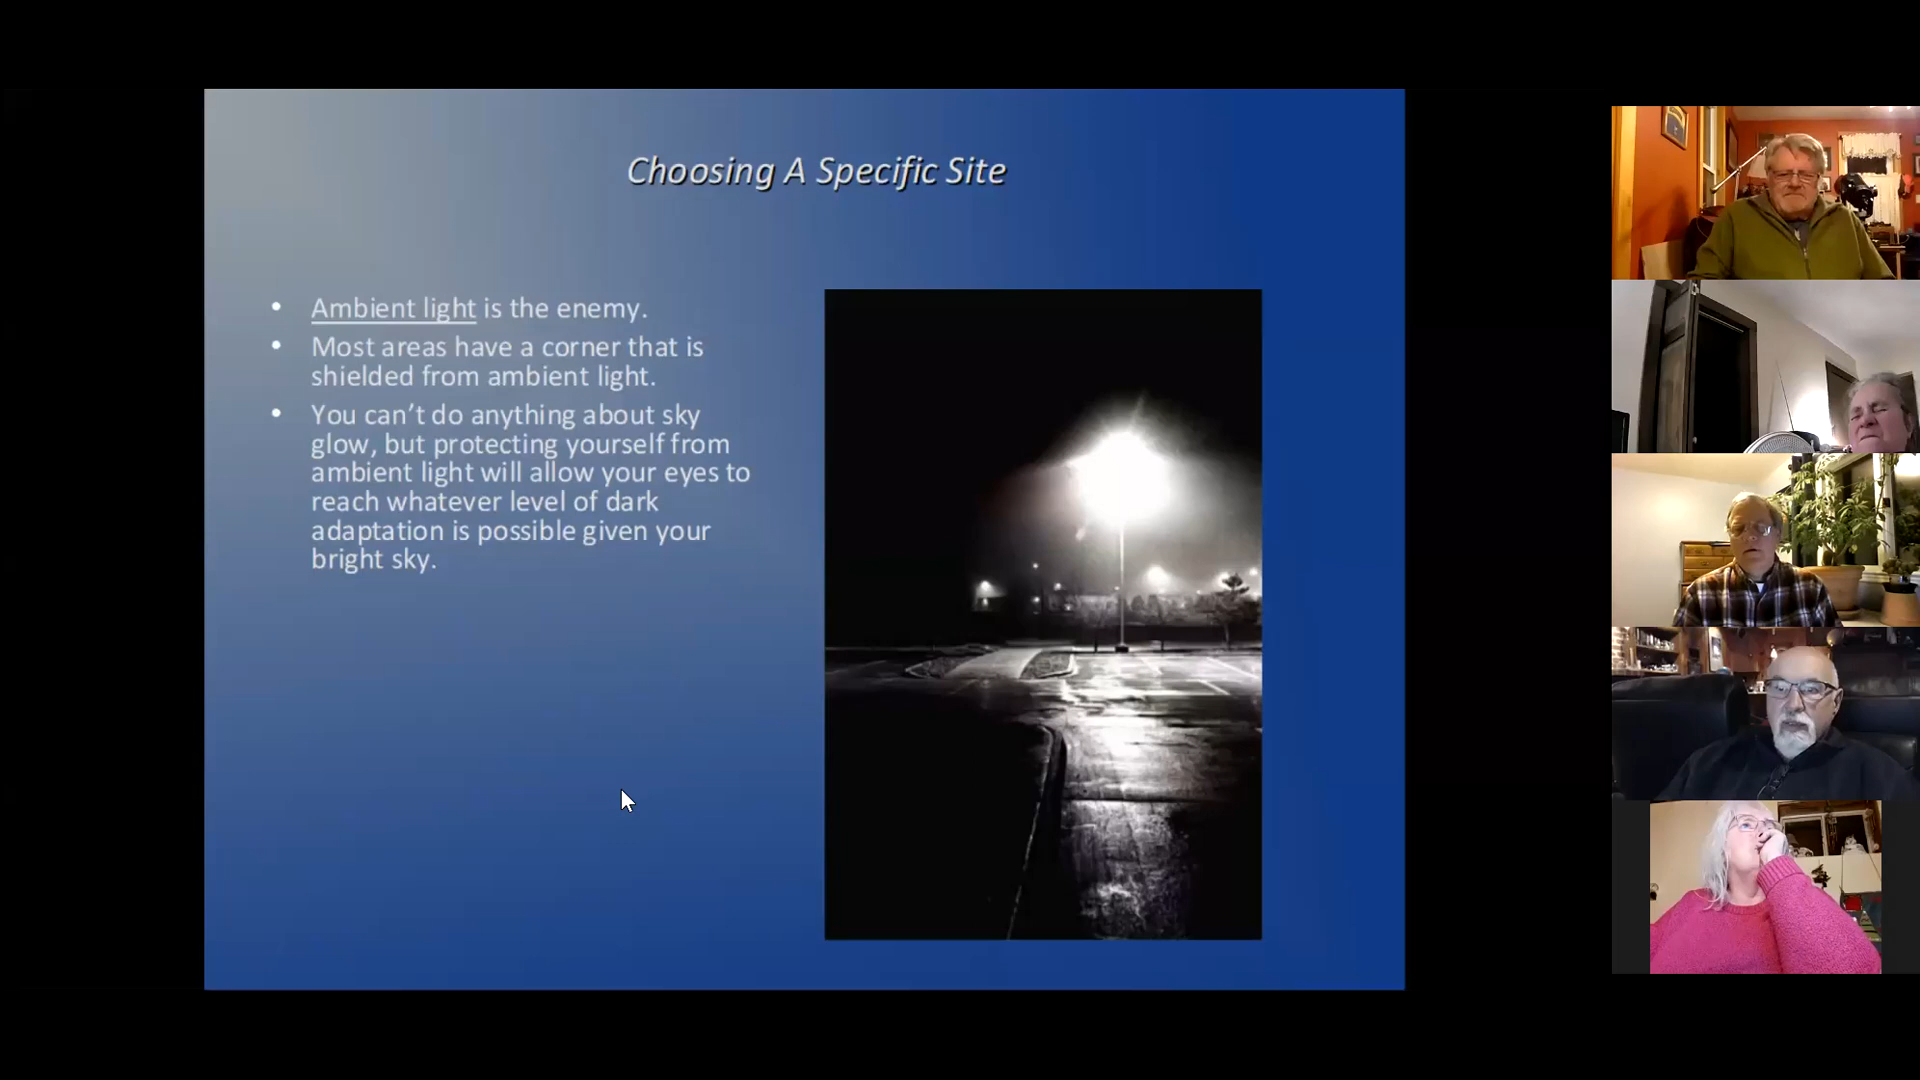 Choosing A Specific Site
• Ambient light is the enemy.
• Most areas have a corner that is
shielded from ambient light.
• You can’t do anything about sky
glow, but protecting yourself from
ambient light will allow your eyes to
reach whatever level of dark
adaptation is possible given your
bright sky.